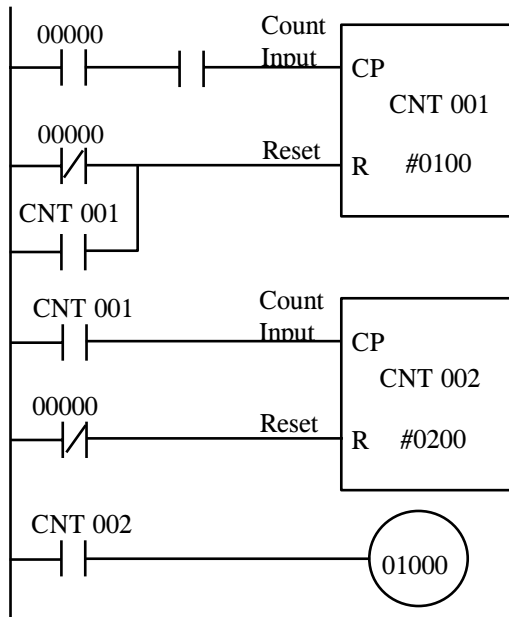 00000
Count
Input
CP
CNT 001
00000
Reset
R
#0100
CNT 001
CNT 001
Count
Input
CP
CNT 002
00000
Reset
R
#0200
CNT 002
01000